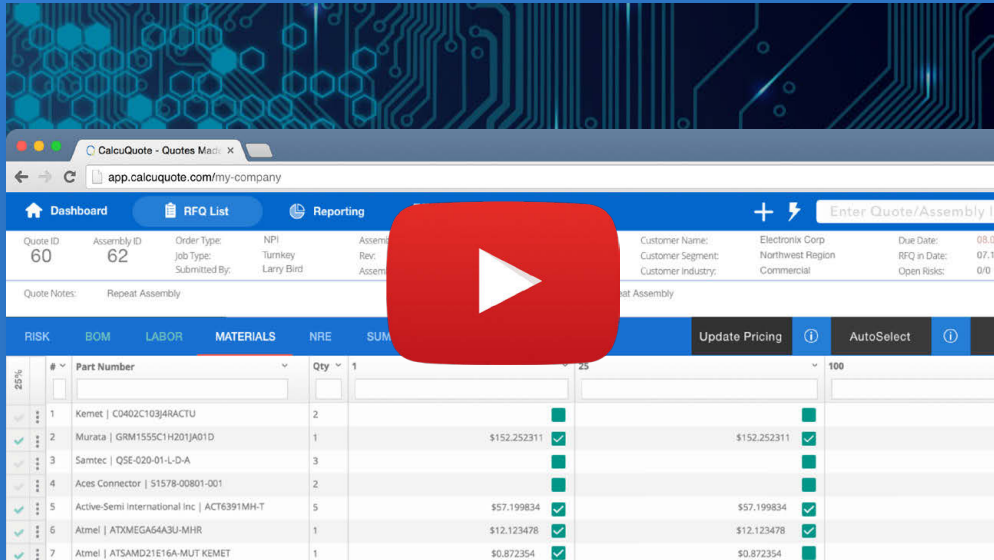 CalcuQuote - Quotes Made
app.calcuquote.com/my-company
Dashboard RFQ List Reporting Enter Quote/Assembly
Quote ID Assembly ID Order Type: NPI Customer Name: Electronix Corp Due Date: 08.0
60 62 Job Type: Turnkey Rev: Customer Segment: Northwest Region RFQ in Date: 07.1
Submitted By: Larry Bird Customer Industry: Commercial Open Risks: 0/0
Quote Notes: Repeat Assembly Assembly
RISK BOM LABOR MATERIALS NRE SUM Update Pricing AutoSelect
25% # Part Number Qty 1 25 100
1 Kemet | C0402C103J4RACTU 2
2 Murata | GRM1555C1H201JA01D 1 $152.252311 $152.252311
3 Samtec | QSE-020-01-L-D-A 3
4 Aces Connector | 51578-00801-001 2
5 Active-Semi International Inc | ACT6391MH-T 5 $57.199834 $57.199834
6 Atmel | ATXMEGA64A3U-MHR 1 $12.123478 $12.123478
7 Atmel | ATSAMD21E16A-MUT KEMET 1 $0.872354 $0.872354